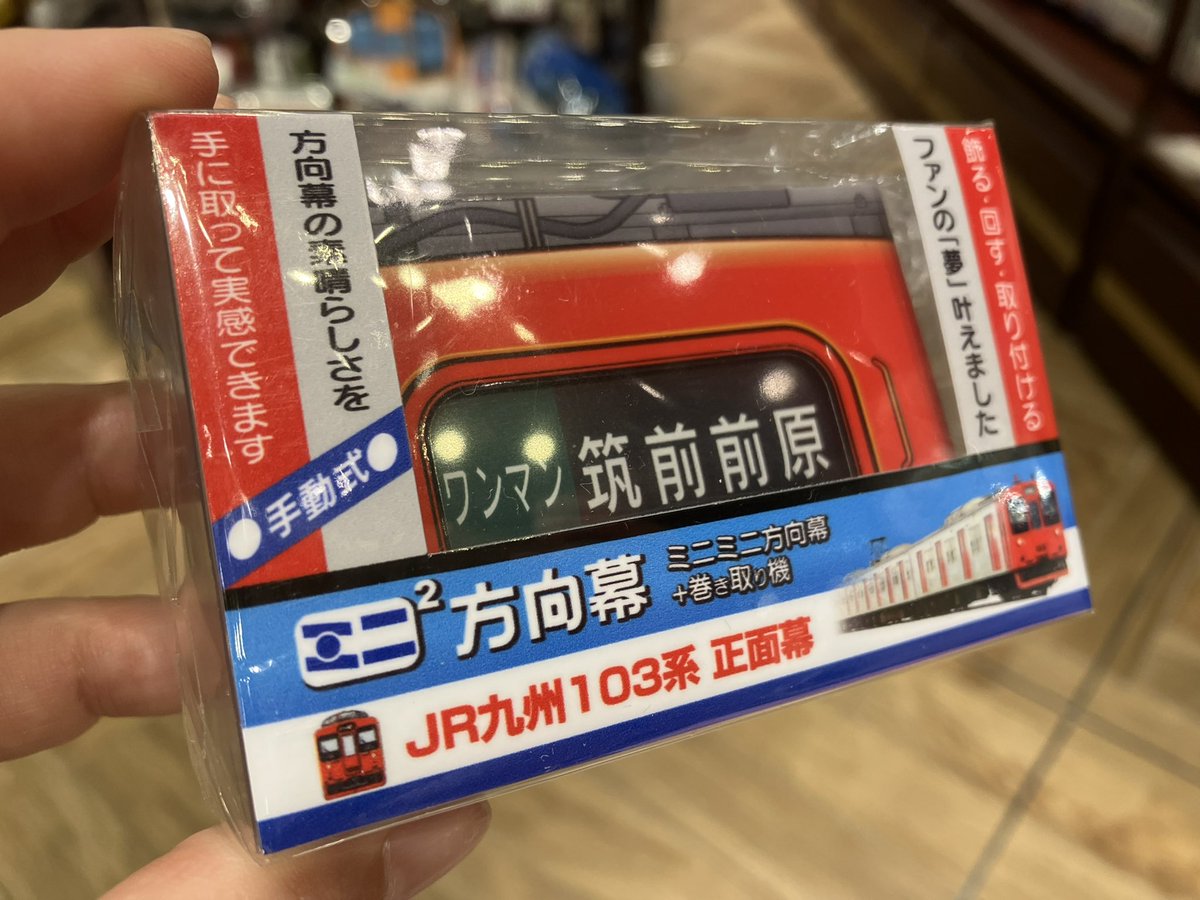 飾る・回す・取り付ける
ファンの「夢」叶えました
方向幕の素晴らしさを
手に取って実感できます
●手動式●
ワンマン 筑前前原
ミニ²方向幕
ミニミニ方向幕
+巻き取り機
JR九州103系 正面幕